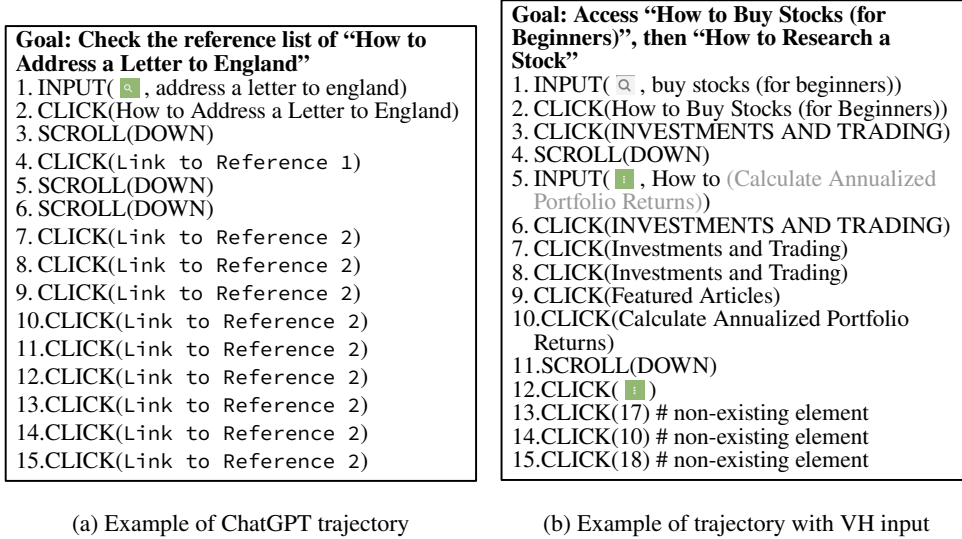 Goal: Check the reference list of “How to
Address a Letter to England”
1. INPUT( , address a letter to england)
2. CLICK(How to Address a Letter to England)
3. SCROLL(DOWN)
4. CLICK(Link to Reference 1)
5. SCROLL(DOWN)
6. SCROLL(DOWN)
7. CLICK(Link to Reference 2)
8. CLICK(Link to Reference 2)
9. CLICK(Link to Reference 2)
10.CLICK(Link to Reference 2)
11.CLICK(Link to Reference 2)
12.CLICK(Link to Reference 2)
13.CLICK(Link to Reference 2)
14.CLICK(Link to Reference 2)
15.CLICK(Link to Reference 2)
(a) Example of ChatGPT trajectory
Goal: Access “How to Buy Stocks (for
Beginners)”, then “How to Research a
Stock”
1. INPUT( , buy stocks (for beginners))
2. CLICK(How to Buy Stocks (for Beginners))
3. CLICK(INVESTMENTS AND TRADING)
4. SCROLL(DOWN)
5. INPUT( , How to (Calculate Annualized
Portfolio Returns))
6. CLICK(INVESTMENTS AND TRADING)
7. CLICK(Investments and Trading)
8. CLICK(Investments and Trading)
9. CLICK(Featured Articles)
10.CLICK(Calculate Annualized Portfolio
Returns)
11.SCROLL(DOWN)
12.CLICK( )
13.CLICK(17) # non-existing element
14.CLICK(10) # non-existing element
15.CLICK(18) # non-existing element
(b) Example of trajectory with VH input